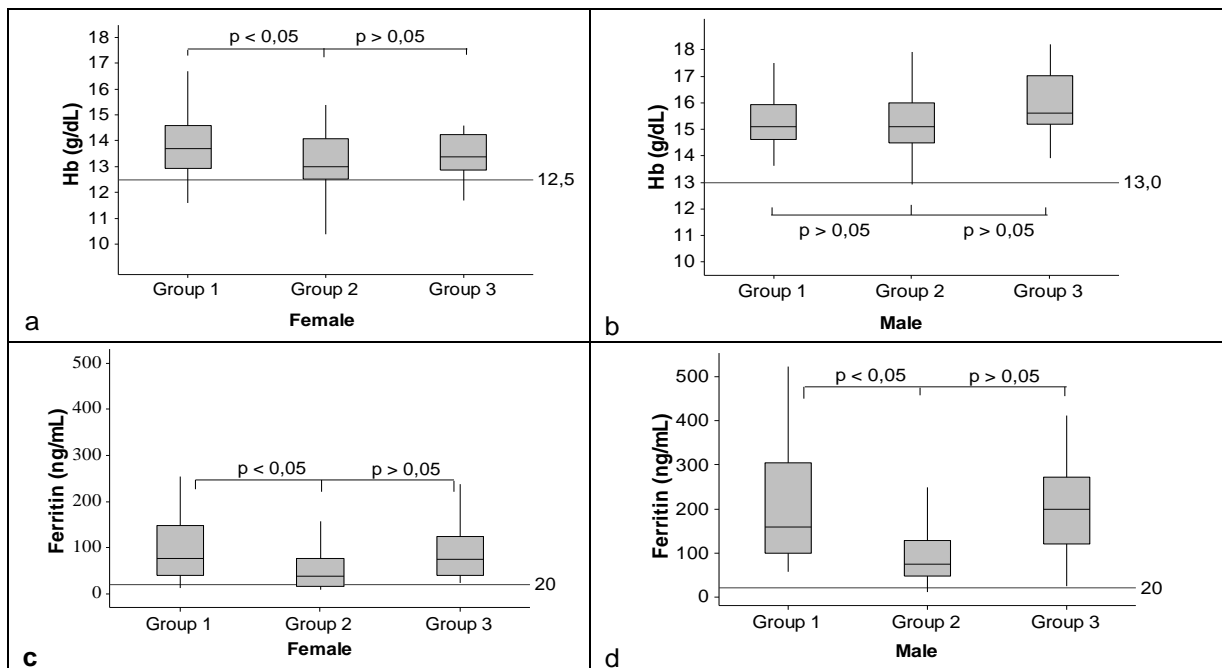 18
17
16
15
14
13
12
11
10
Hb (g/dL)
p < 0,05
p > 0,05
12,5
Group 1
Group 2
Group 3
Female
a
18
17
16
15
14
13
12
11
10
Hb (g/dL)
13,0
p > 0,05
p > 0,05
Group 1
Group 2
Group 3
Male
b
500
400
300
200
100
0
Ferritin (ng/mL)
p < 0,05
p > 0,05
20
Group 1
Group 2
Group 3
Female
c
500
400
300
200
100
0
Ferritin (ng/mL)
p < 0,05
p > 0,05
20
Group 1
Group 2
Group 3
Male
d